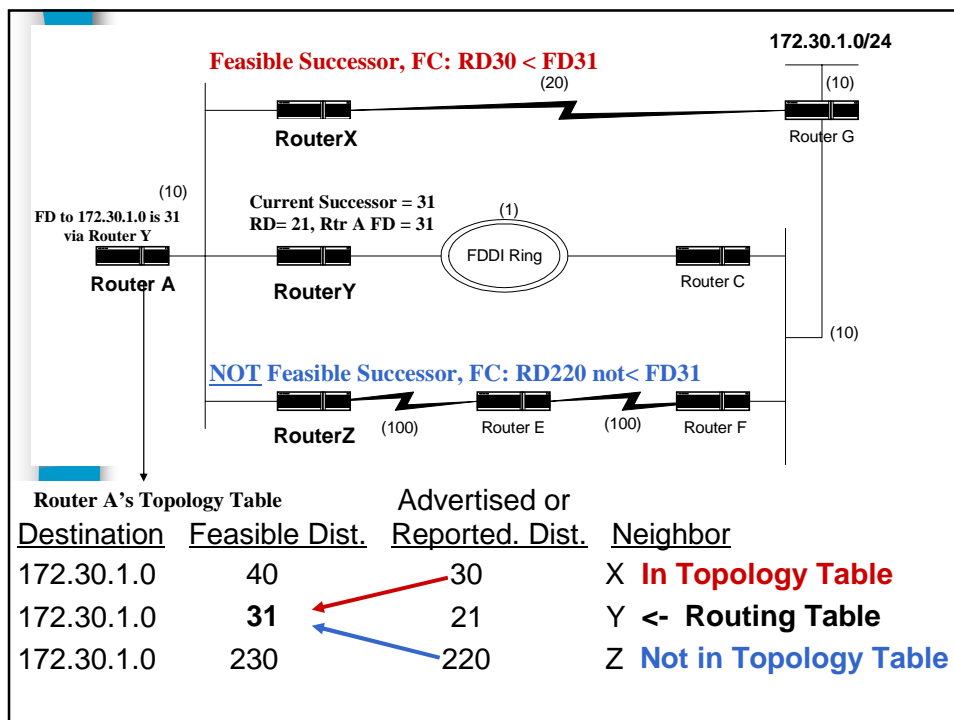 172.30.1.0/24
Feasible Successor, FC: RD30 < FD31
(20)
(10)
RouterX
Router G
(10)
Current Successor = 31
RD= 21, Rtr A FD = 31
(1)
FD to 172.30.1.0 is 31
via Router Y
FDDI Ring
Router A
RouterY
Router C
(10)
NOT Feasible Successor, FC: RD220 not< FD31
RouterZ
(100)
Router E
(100)
Router F
Router A's Topology Table
Advertised or
Destination Feasible Dist. Reported. Dist. Neighbor
172.30.1.0 40 30 X In Topology Table
172.30.1.0 31 21 Y <- Routing Table
172.30.1.0 230 220 Z Not in Topology Table